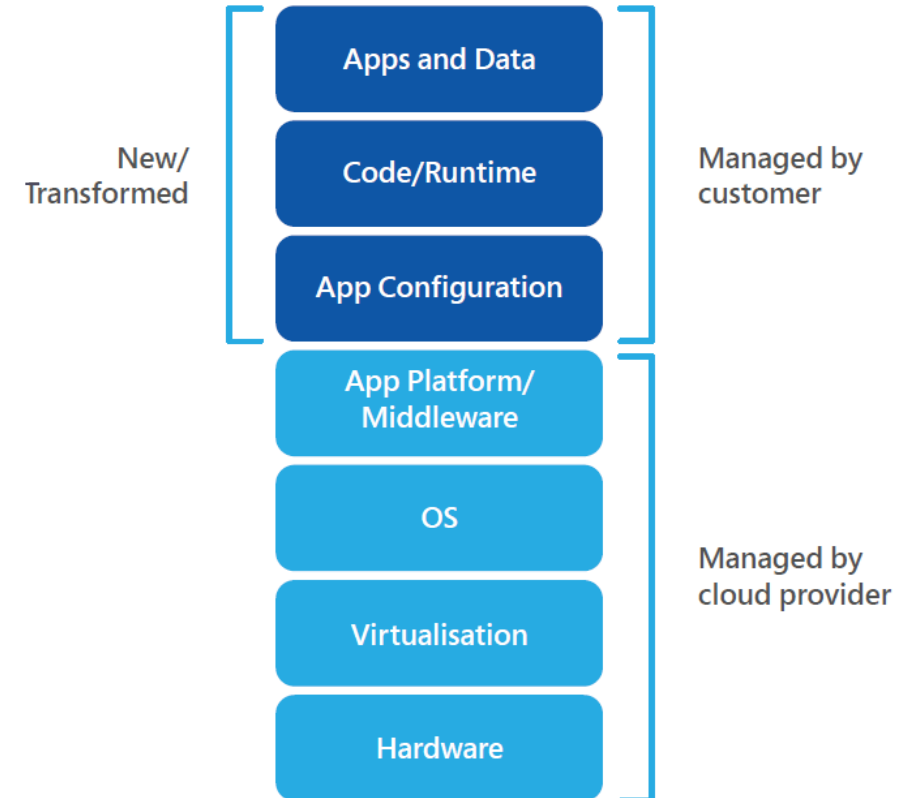 Apps and Data
New/
Transformed
Code/Runtime
Managed by
customer
App Configuration
App Platform/
Middleware
OS
Managed by
cloud provider
Virtualisation
Hardware